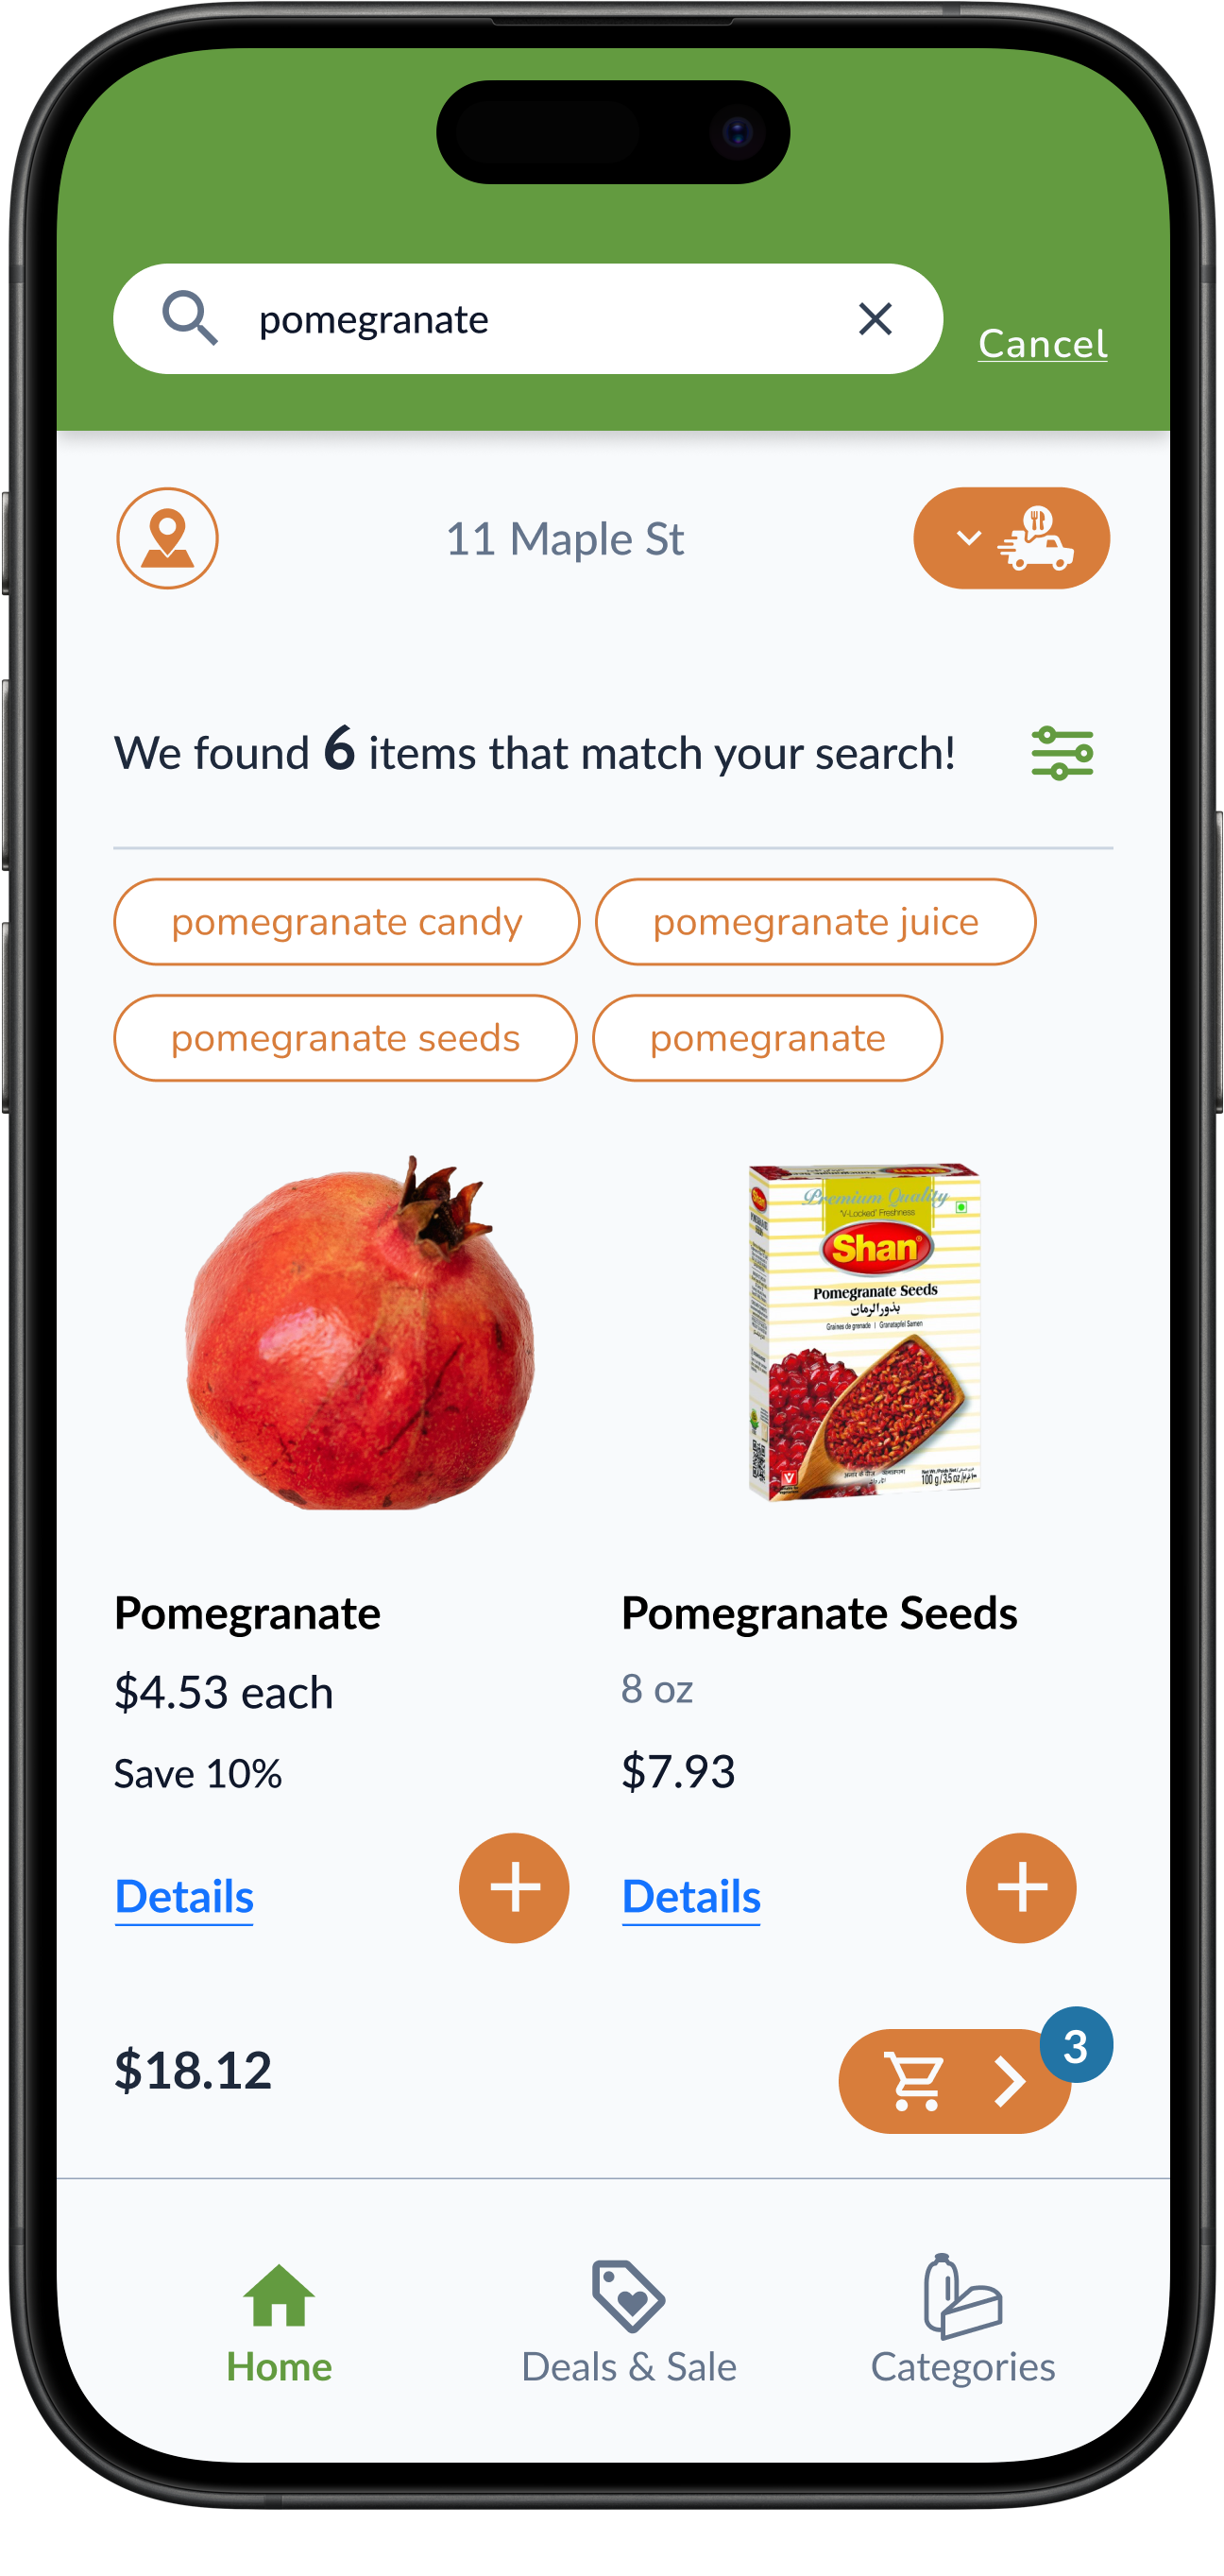 pomegranate
Cancel
11 Maple St
We found 6 items that match your search!
pomegranate candy
pomegranate juice
pomegranate seeds
pomegranate
Premium Quality
"V-Locked" Freshness
Shan
Pomegranate Seeds
بذور الرمان
Graines de grenade | Granatapfel Samen
100 g/3.5 oz
Pomegranate
Pomegranate Seeds
$4.53 each
8 oz
Save 10%
$7.93
Details
Details
$18.12
3
Home
Deals & Sale
Categories